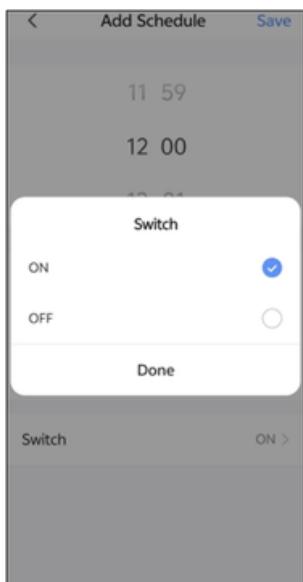 Add Schedule Save
11 59
12 00
Switch
ON
OFF
Done
Switch ON